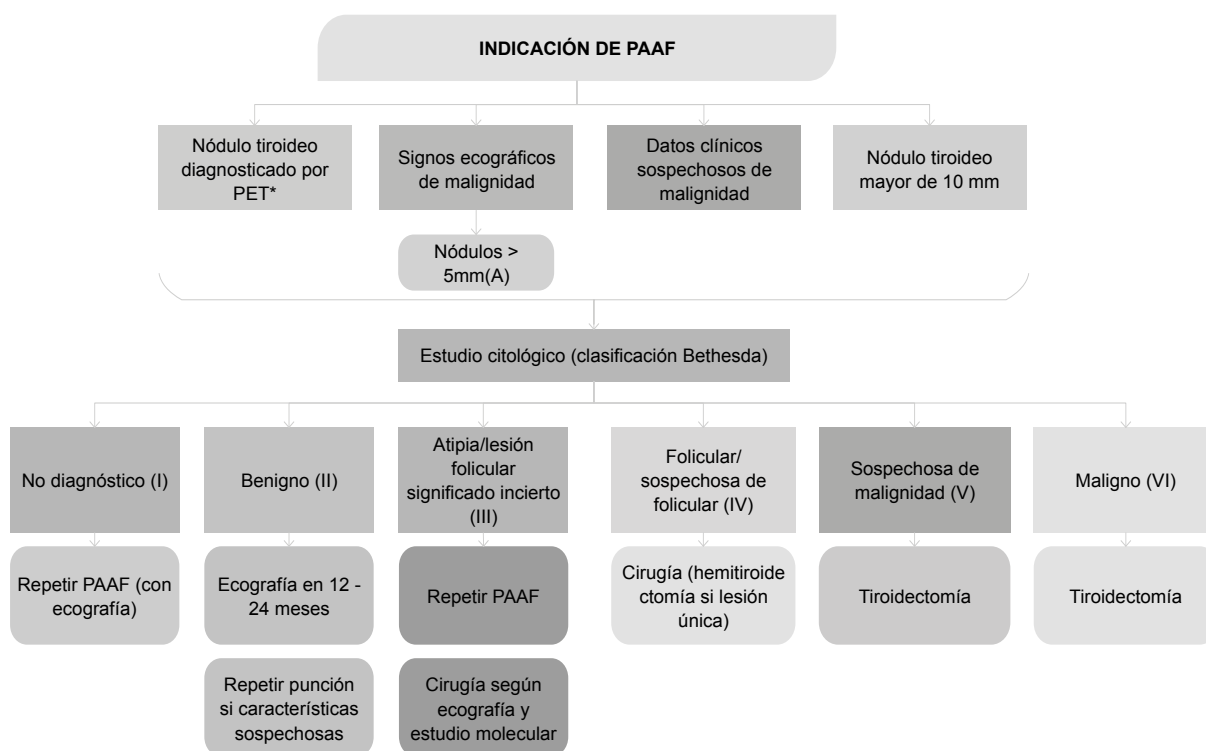 INDICACIÓN DE PAAF
Nódulo tiroideo
diagnosticado por
PET*
Signos ecográficos
de malignidad
Datos clínicos
sospechosos de
malignidad
Nódulo tiroideo
mayor de 10 mm
Nódulos >
5mm(A)
Estudio citológico (clasificación Bethesda)
No diagnóstico (I)
Benigno (II)
Atipia/lesión
folicular
significado incierto
(III)
Folicular/
sospechosa de
folicular (IV)
Sospechosa de
malignidad (V)
Maligno (VI)
Repetir PAAF (con
ecografía)
Ecografía en 12 -
24 meses
Repetir PAAF
Cirugía (hemitiroide
ctomía si lesión
única)
Tiroidectomía
Tiroidectomía
Repetir punción
si características
sospechosas
Cirugía según
ecografía y
estudio molecular